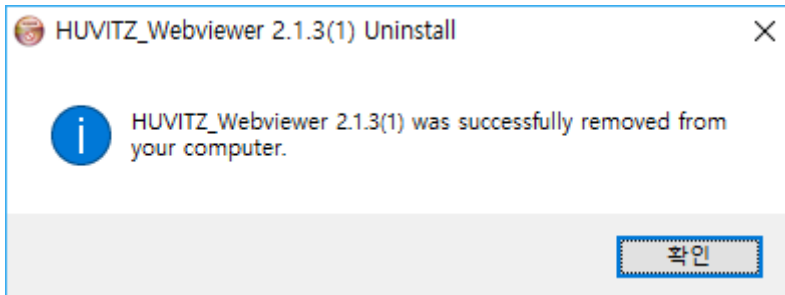 HUVITZ_Webviewer 2.1.3(1) Uninstall
HUVITZ_Webviewer 2.1.3(1) was successfully removed from
your computer.
확인